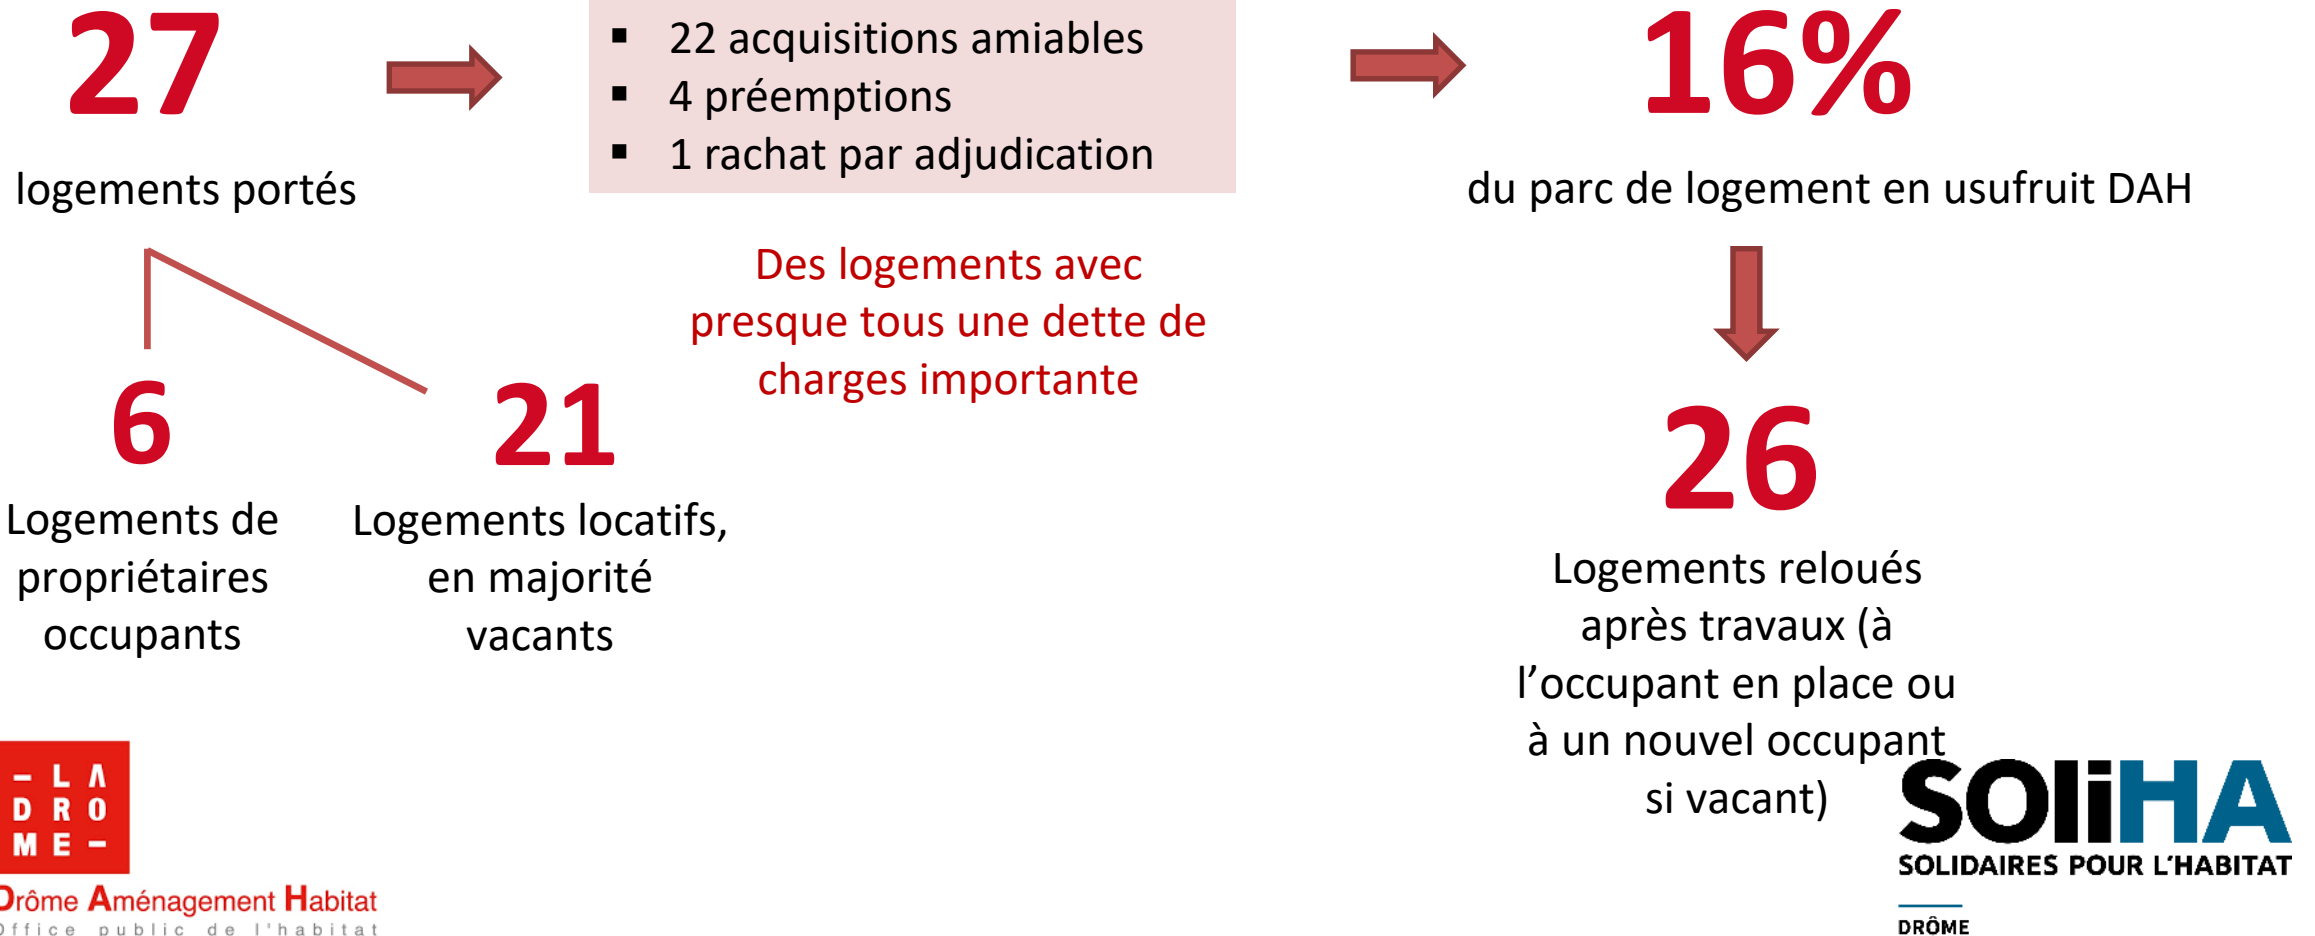 27
logements portés
▪ 22 acquisitions amiables
▪ 4 préemptions
▪ 1 rachat par adjudication
16%
du parc de logement en usufruit DAH
Des logements avec
presque tous une dette de
charges importante
6
Logements de
propriétaires
occupants
21
Logements locatifs,
en majorité
vacants
26
Logements reloués
après travaux (à
l’occupant en place ou
à un nouvel occupant
si vacant)
– LA
DRO
ME –
Drôme Aménagement Habitat
Office public de l'habitat
SOliHA
SOLIDAIRES POUR L'HABITAT
DRÔME